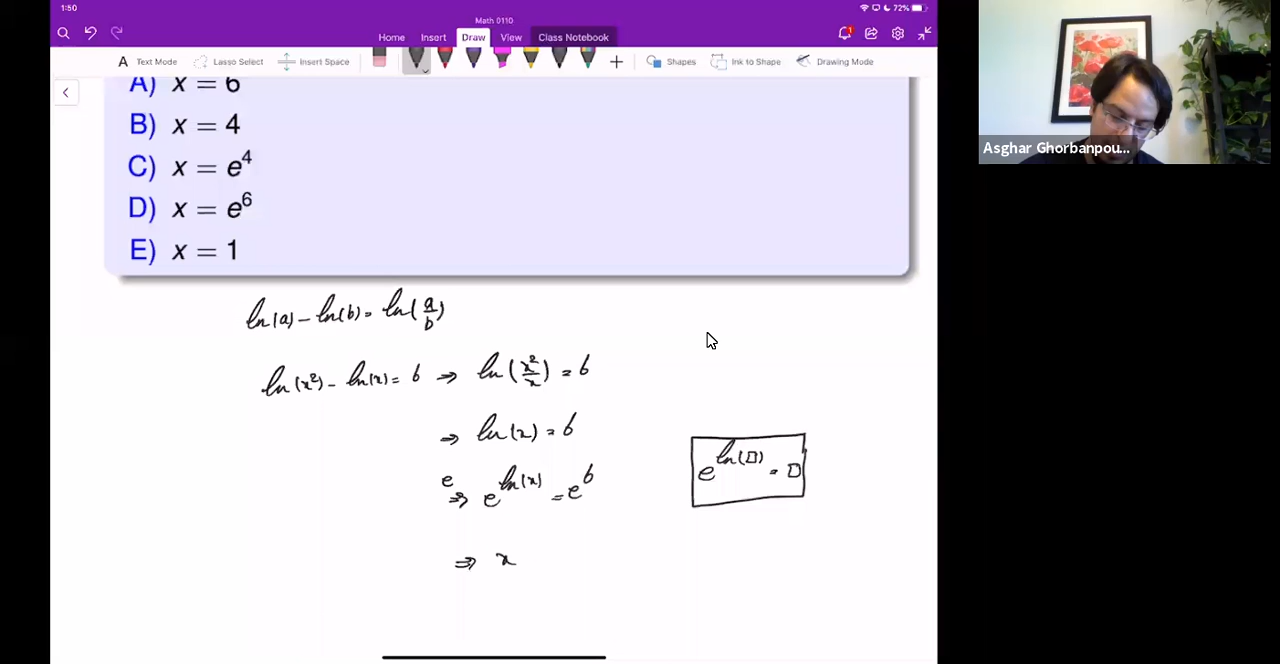 1:50
72%
Math 0110
Home Insert Draw View Class Notebook
Text Mode Lasso Select Insert Space Shapes Ink to Shape Drawing Mode
A) x = 6
B) x = 4
C) x = e⁴
D) x = e⁶
E) x = 1
ln(a) - ln(b) = ln(a/b)
ln(x²) - ln(x) = 6 ⇒ ln(x²/x) = 6
⇒ ln(x) = 6
e ⇒ e^ln(x) = e^6
e^ln(□) = □
⇒ x
Asghar Ghorbanpou...